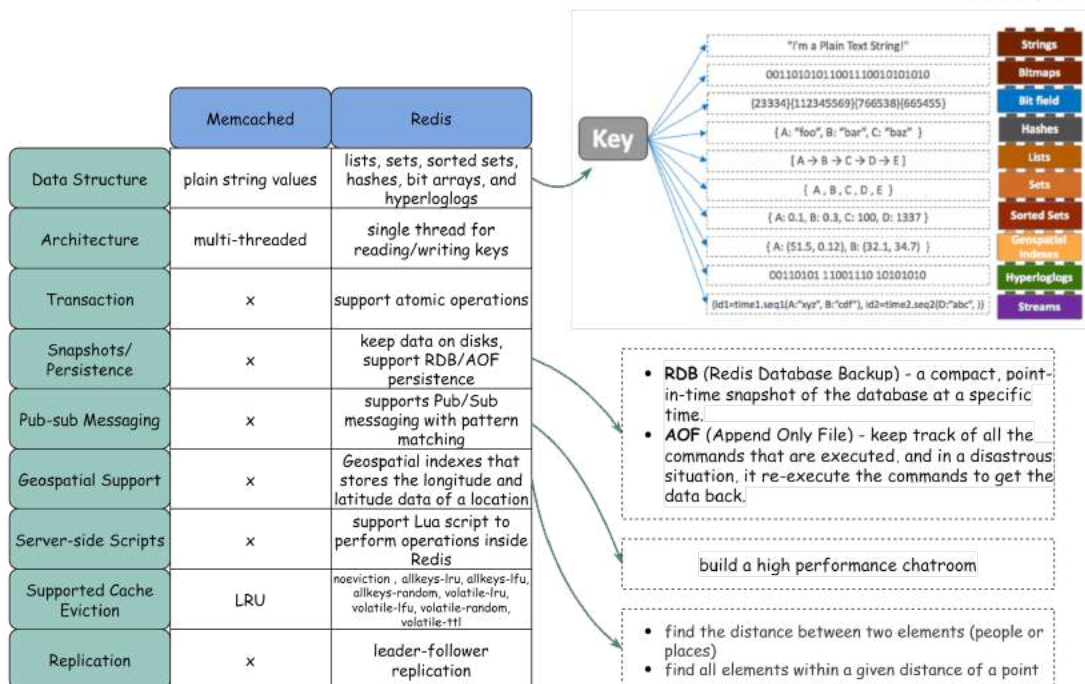 Memcached
Redis
Data Structure
plain string values
lists, sets, sorted sets,
hashes, bit arrays, and
hyperloglogs
Architecture
multi-threaded
single thread for
reading/writing keys
Transaction
x
support atomic operations
Snapshots/
Persistence
x
keep data on disks,
support RDB/AOF
persistence
Pub-sub Messaging
x
supports Pub/Sub
messaging with pattern
matching
Geospatial Support
x
Geospatial indexes that
stores the longitude and
latitude data of a location
Server-side Scripts
x
support Lua script to
perform operations inside
Redis
Supported Cache
Eviction
LRU
noeviction , allkeys-lru, allkeys-lfu,
allkeys-random, volatile-lru,
volatile-lfu, volatile-random,
volatile-ttl
Replication
x
leader-follower
replication
Key
"I'm a Plain Text String!"
Strings
00110101011001110010101010
Bitmaps
{23334}{112345569}{766538}{665455}
Bit field
{ A: "foo", B: "bar", C: "baz" }
Hashes
[ A → B → C → D → E ]
Lists
{ A , B , C , D , E }
Sets
{ A: 0.1, B: 0.3, C: 100, D: 1337 }
Sorted Sets
{ A: (51.5, 0.12), B: (32.1, 34.7) }
Geospatial
Indexes
00110101 11001110 10101010
Hyperloglogs
{id1=time1.seq1(A:"xyz", B:"cdf"), id2=time2.seq2(D:"abc", )}
Streams
• RDB (Redis Database Backup) - a compact, point-
in-time snapshot of the database at a specific
time.
• AOF (Append Only File) - keep track of all the
commands that are executed, and in a disastrous
situation, it re-execute the commands to get the
data back.
build a high performance chatroom
• find the distance between two elements (people or
places)
• find all elements within a given distance of a point